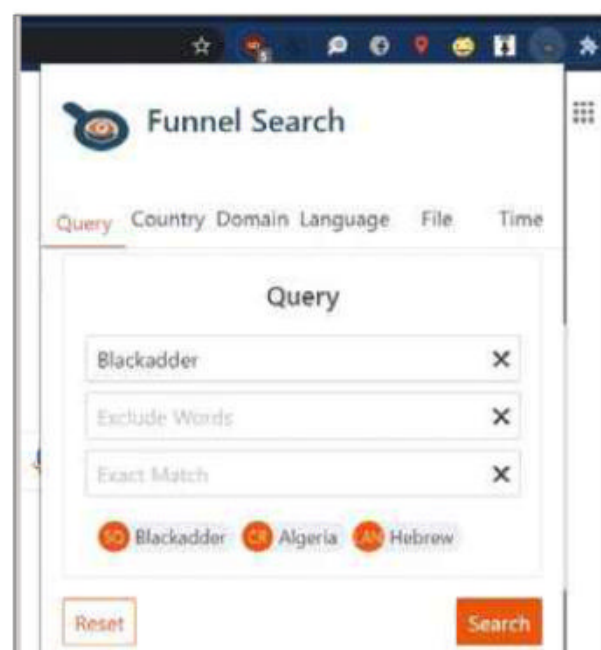 5
Funnel Search
Query Country Domain Language File Time
Query
Blackadder
Exclude Words
Exact Match
SQ Blackadder CR Algeria LAN Hebrew
Reset Search